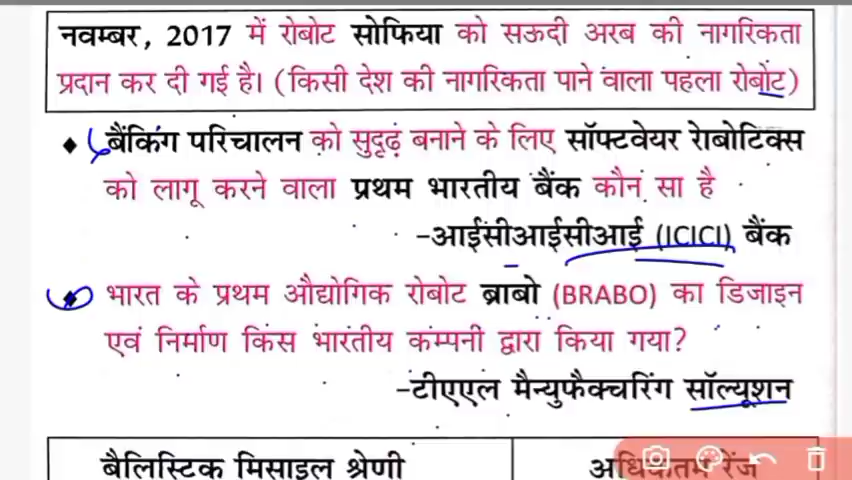 नवम्बर, 2017 में रोबोट सोफिया को सऊदी अरब की नागरिकता
प्रदान कर दी गई है। (किसी देश की नागरिकता पाने वाला पहला रोबोट)
♦ बैंकिंग परिचालन को सुदृढ़ बनाने के लिए सॉफ्टवेयर रोबोटिक्स
को लागू करने वाला प्रथम भारतीय बैंक कौन सा है
–आईसीआईसीआई (ICICI) बैंक
♦ भारत के प्रथम औद्योगिक रोबोट ब्राबो (BRABO) का डिजाइन
एवं निर्माण किस भारतीय कम्पनी द्वारा किया गया?
–टीएएल मैन्युफैक्चरिंग सॉल्यूशन
बैलिस्टिक मिसाइल श्रेणी
अधिकतम रेंज